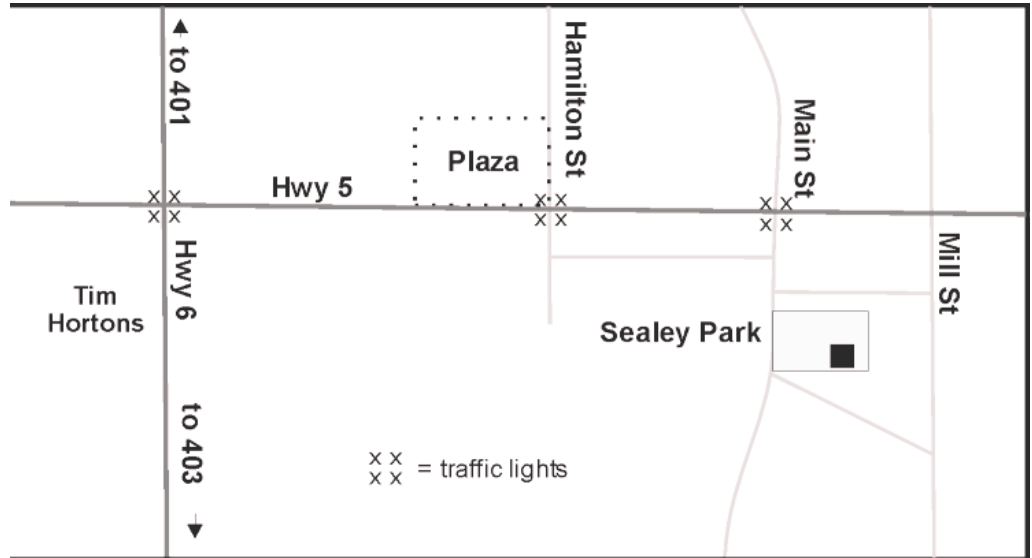 to 401
Hamilton St
Main St
Plaza
Hwy 5
x x
x x
x x
x x
x x
x x
Hwy 6
Mill St
Tim
Hortons
Sealey Park
to 403
x x
x x = traffic lights